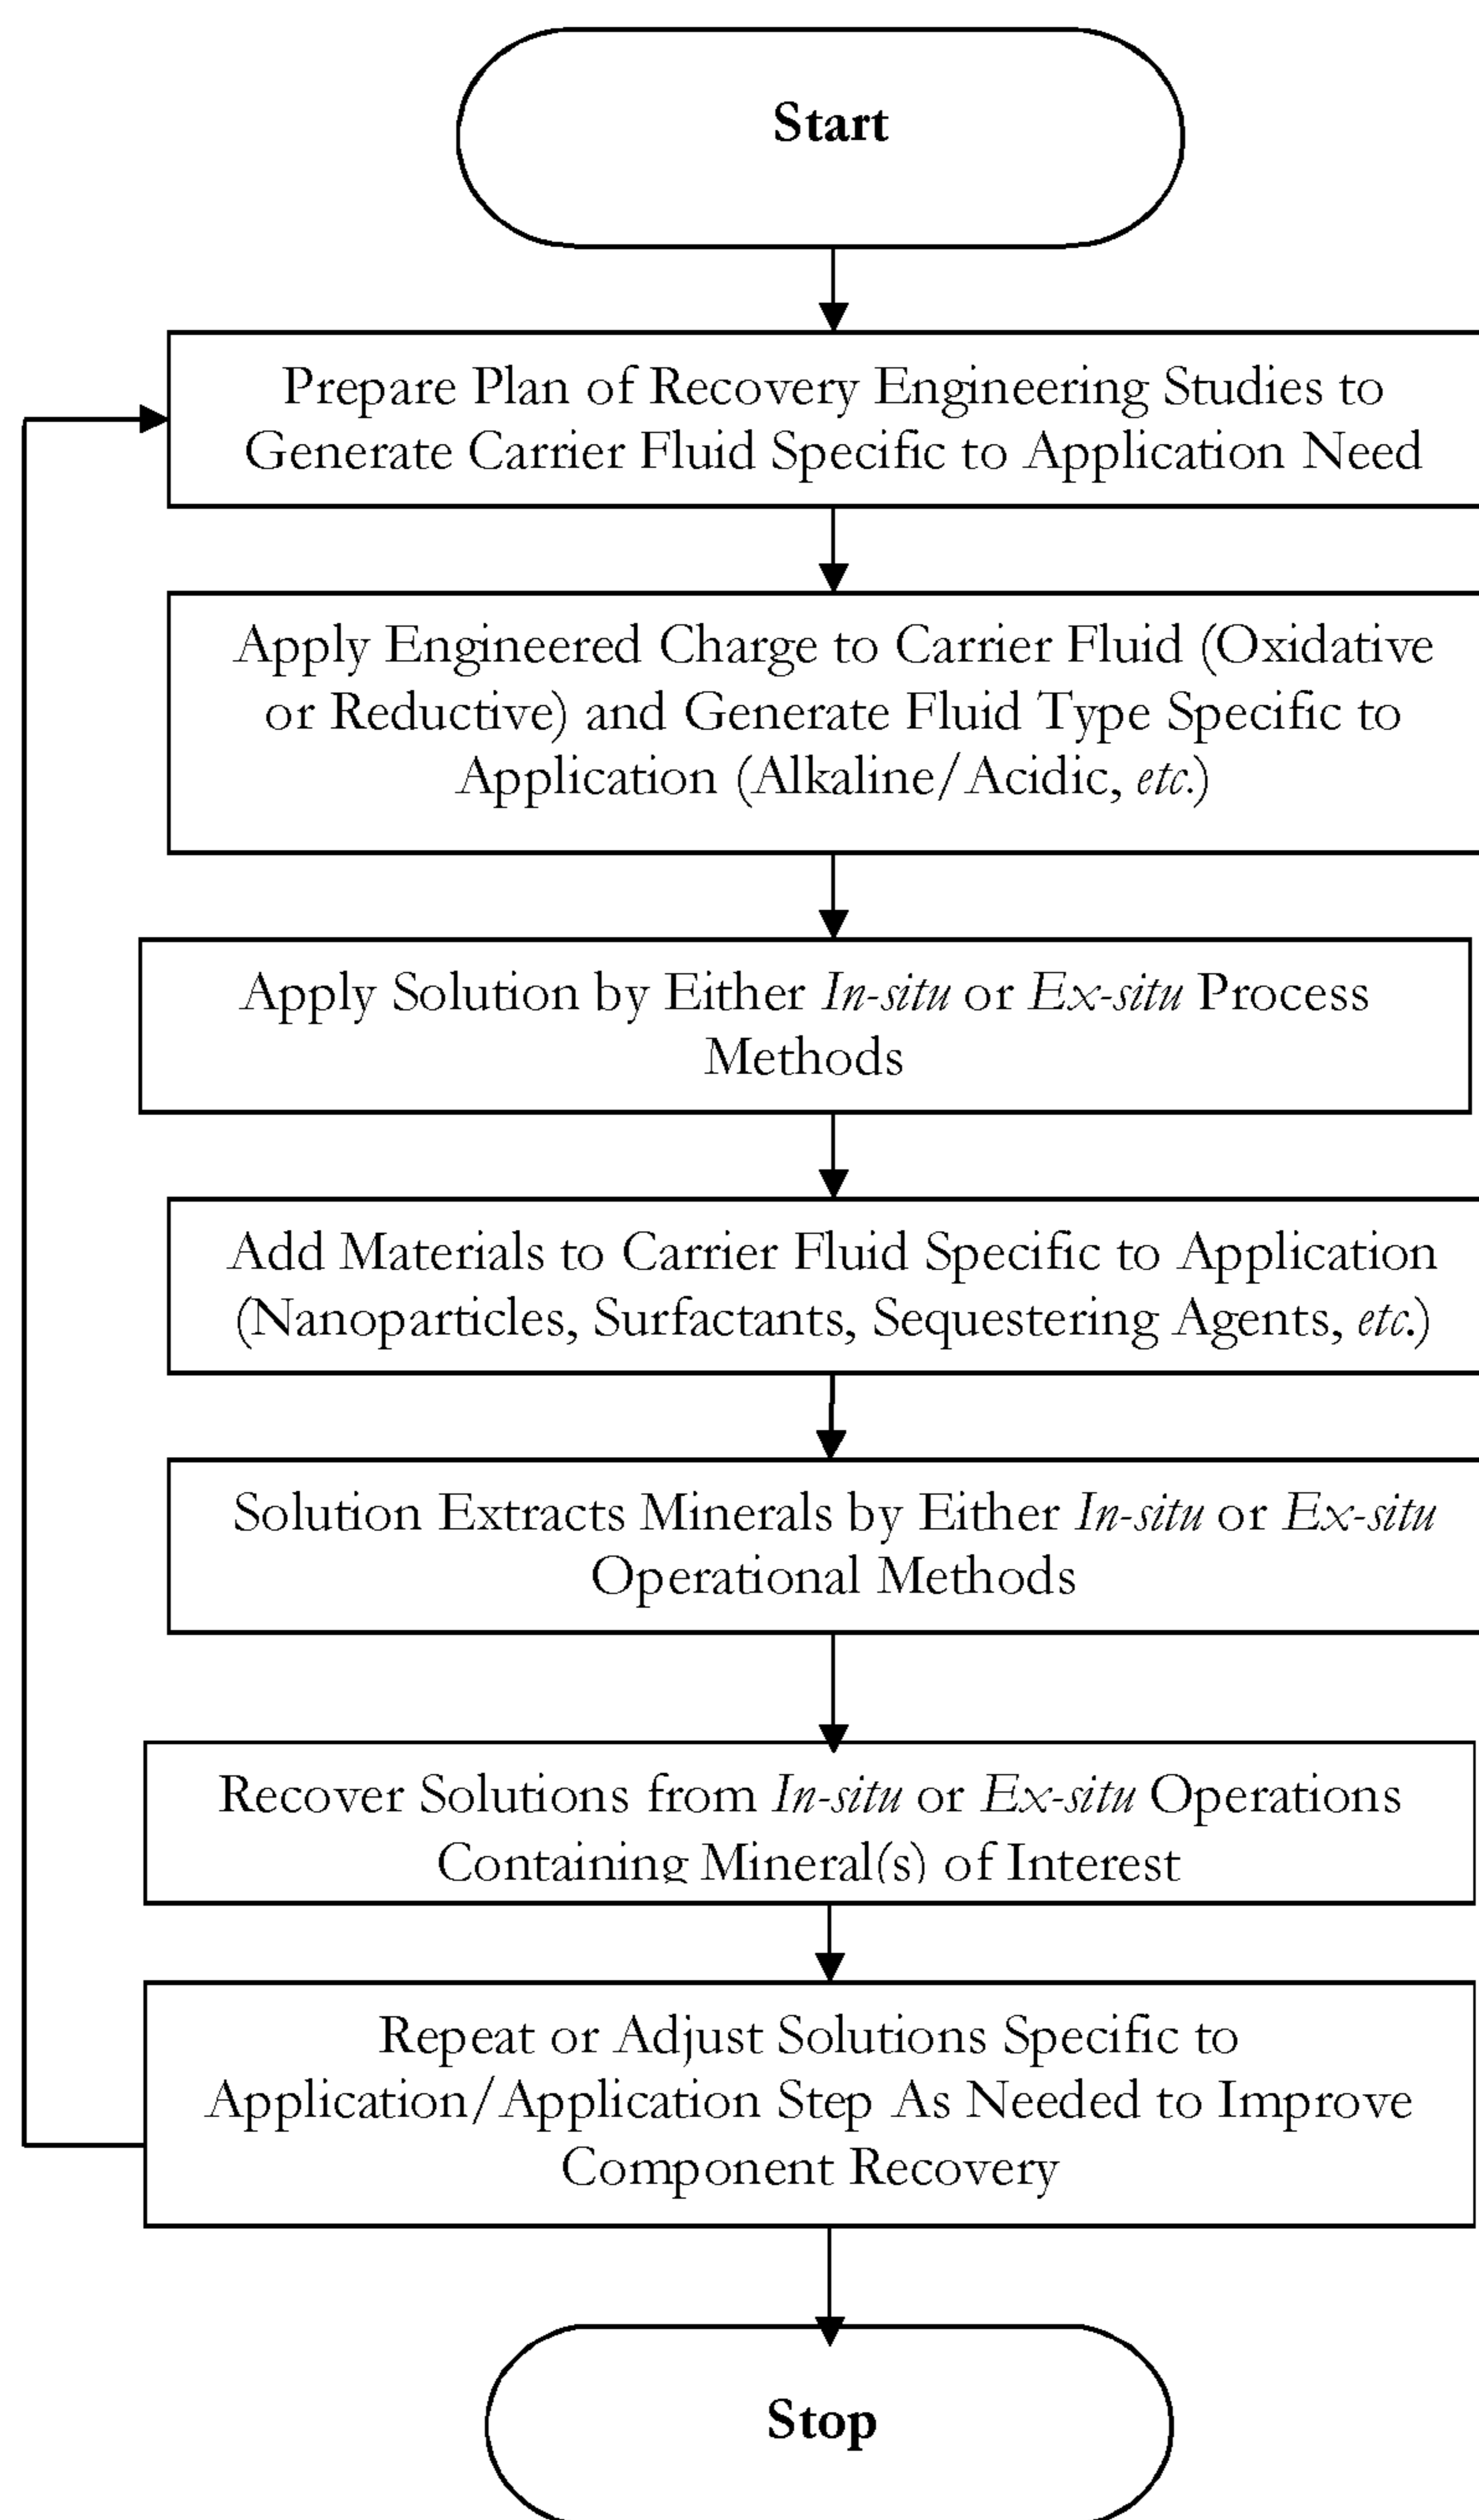 Start
Prepare Plan of Recovery Engineering Studies to
Generate Carrier Fluid Specific to Application Need
Apply Engineered Charge to Carrier Fluid (Oxidative
or Reductive) and Generate Fluid Type Specific to
Application (Alkaline/Acidic, etc.)
Apply Solution by Either In-situ or Ex-situ Process
Methods
Add Materials to Carrier Fluid Specific to Application
(Nanoparticles, Surfactants, Sequestering Agents, etc.)
Solution Extracts Minerals by Either In-situ or Ex-situ
Operational Methods
Recover Solutions from In-situ or Ex-situ Operations
Containing Mineral(s) of Interest
Repeat or Adjust Solutions Specific to
Application/Application Step As Needed to Improve
Component Recovery
Stop